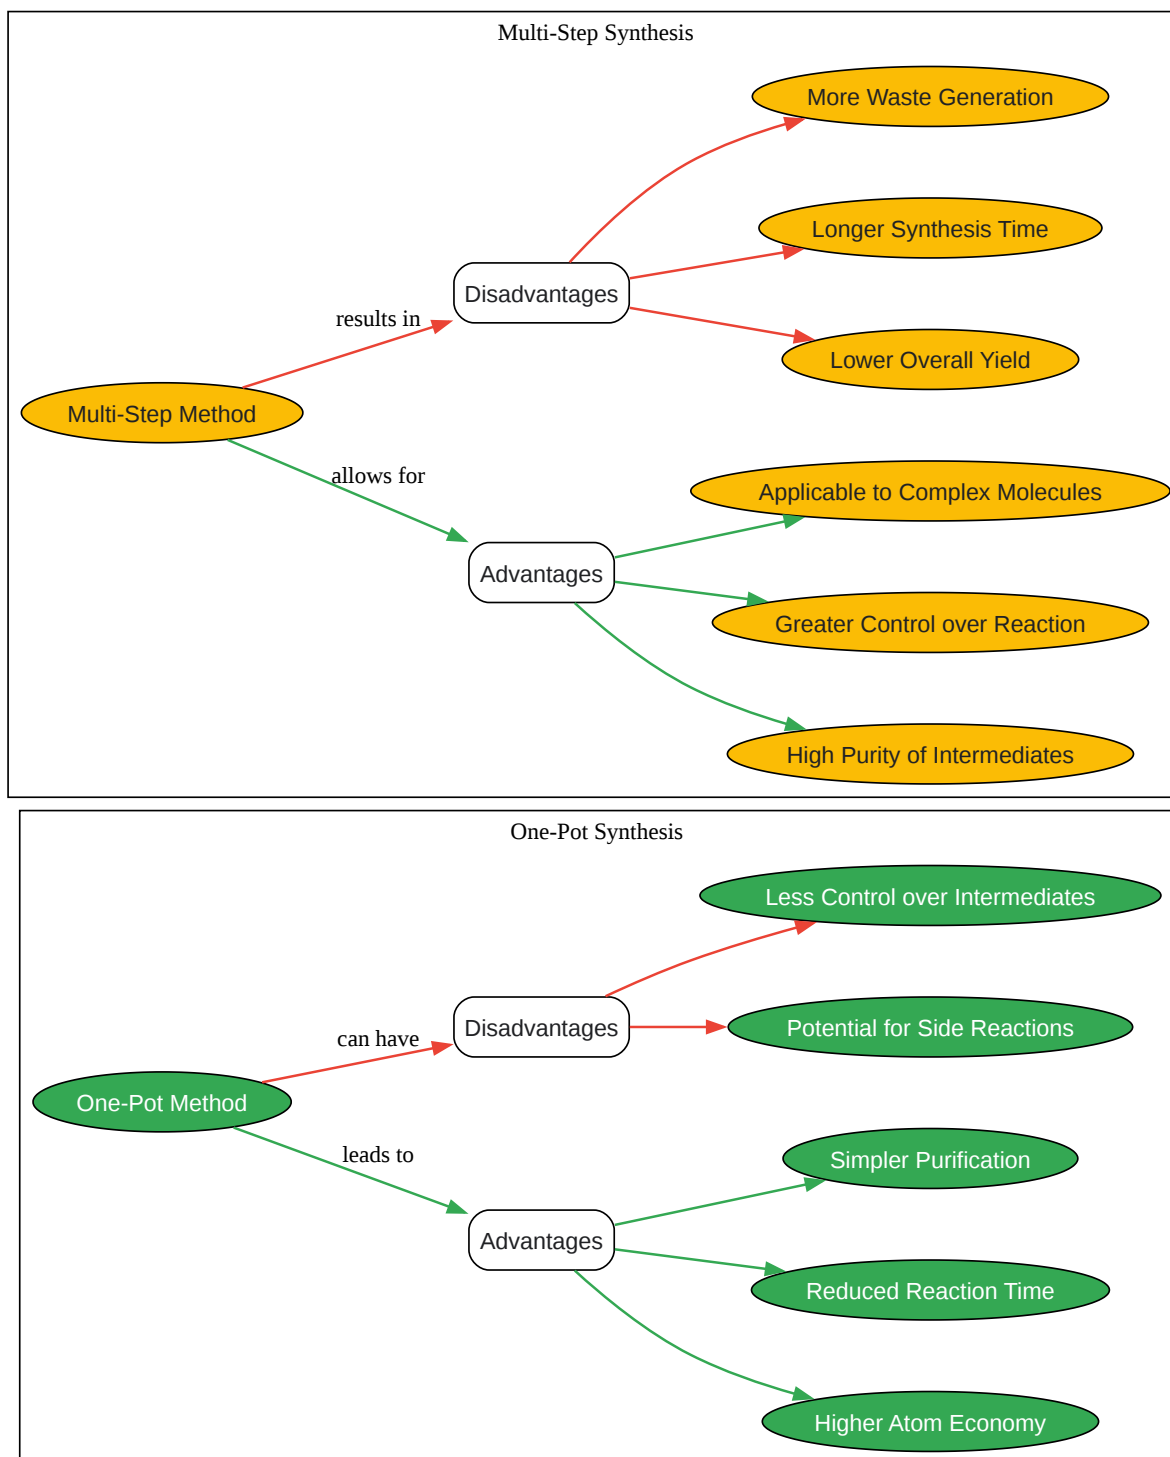 Multi-Step Synthesis
More Waste Generation
Longer Synthesis Time
Disadvantages
results in
Lower Overall Yield
Multi-Step Method
allows for
Applicable to Complex Molecules
Advantages
Greater Control over Reaction
High Purity of Intermediates
One-Pot Synthesis
Less Control over Intermediates
Disadvantages
Potential for Side Reactions
can have
One-Pot Method
leads to
Simpler Purification
Advantages
Reduced Reaction Time
Higher Atom Economy